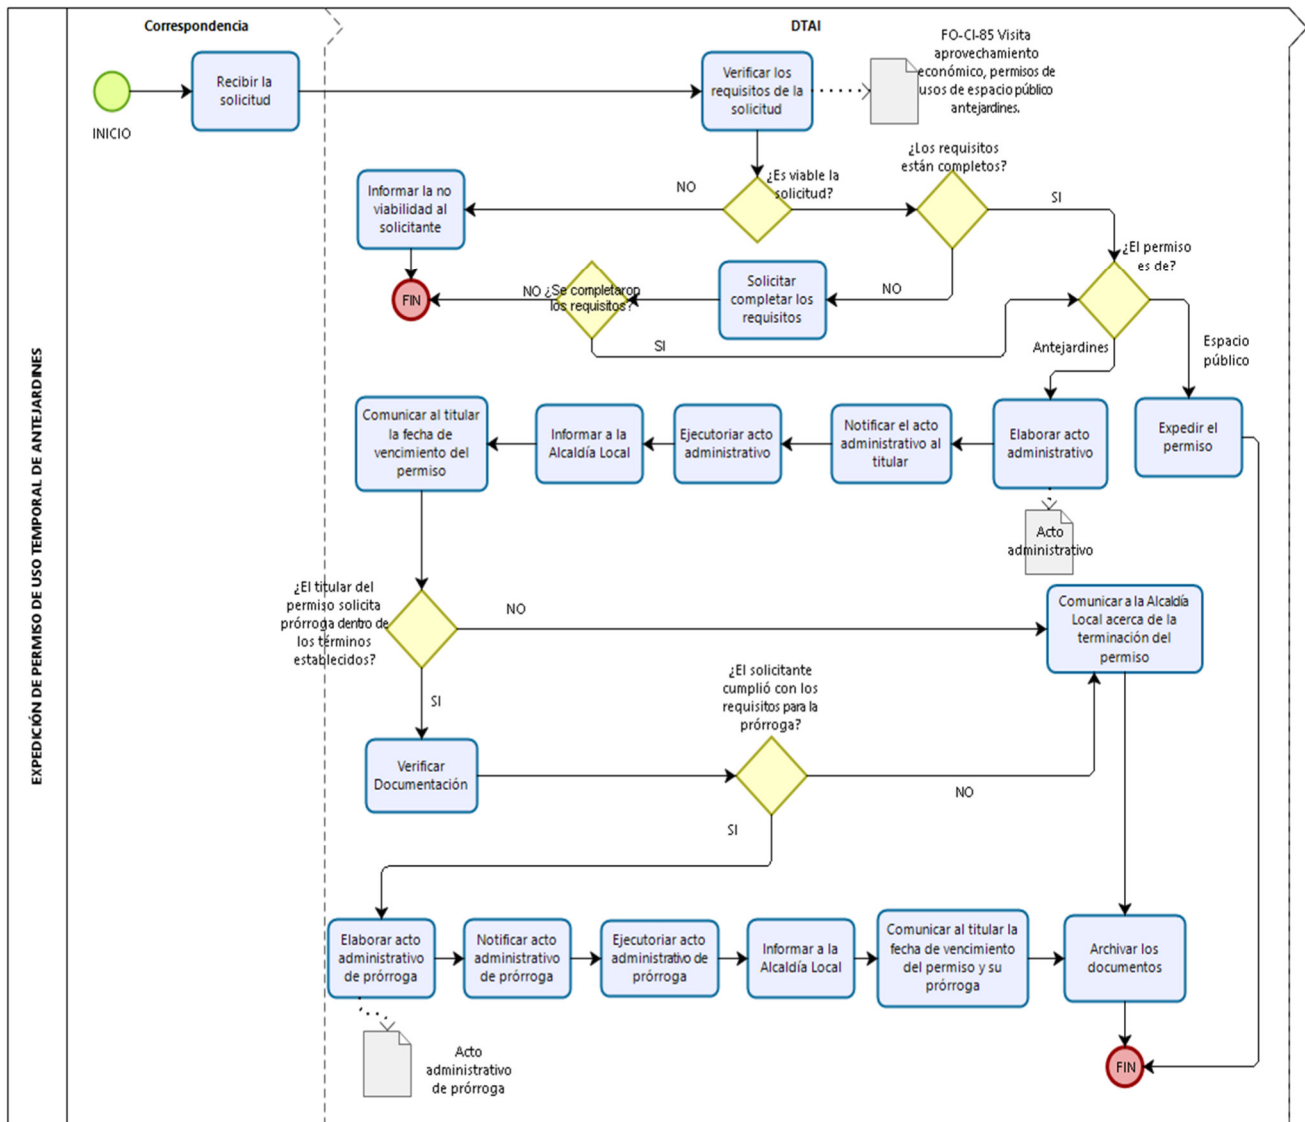 Correspondencia
DTAI
EXPEDICIÓN DE PERMISO DE USO TEMPORAL DE ANTEJARDINES
INICIO
Recibir la
solicitud
Verificar los
requisitos de la
solicitud
FO-CI-85 Visita
aprovechamiento
económico, permisos de
usos de espacio público
antejardines.
¿Es viable la
solicitud?
NO
Informar la no
viabilidad al
solicitante
FIN
¿Los requisitos
están completos?
SI
NO
Solicitar
completar los
requisitos
¿Se completaron
los requisitos?
NO
SI
¿El permiso
es de?
Antejardines
Espacio
público
Expedir el
permiso
Elaborar acto
administrativo
Acto
administrativo
Notificar el acto
administrativo al
titular
Ejecutoriar acto
administrativo
Informar a la
Alcaldía Local
Comunicar al titular
la fecha de
vencimiento del
permiso
¿El titular del
permiso solicita
prórroga dentro de
los términos
establecidos?
NO
SI
Comunicar a la Alcaldía
Local acerca de la
terminación del
permiso
Verificar
Documentación
¿El solicitante
cumplió con los
requisitos para la
prórroga?
NO
SI
Elaborar acto
administrativo
de prórroga
Acto
administrativo
de prórroga
Notificar acto
administrativo
de prórroga
Ejecutoriar acto
administrativo de
prórroga
Informar a la
Alcaldía Local
Comunicar al titular la
fecha de vencimiento
del permiso y su
prórroga
Archivar los
documentos
FIN